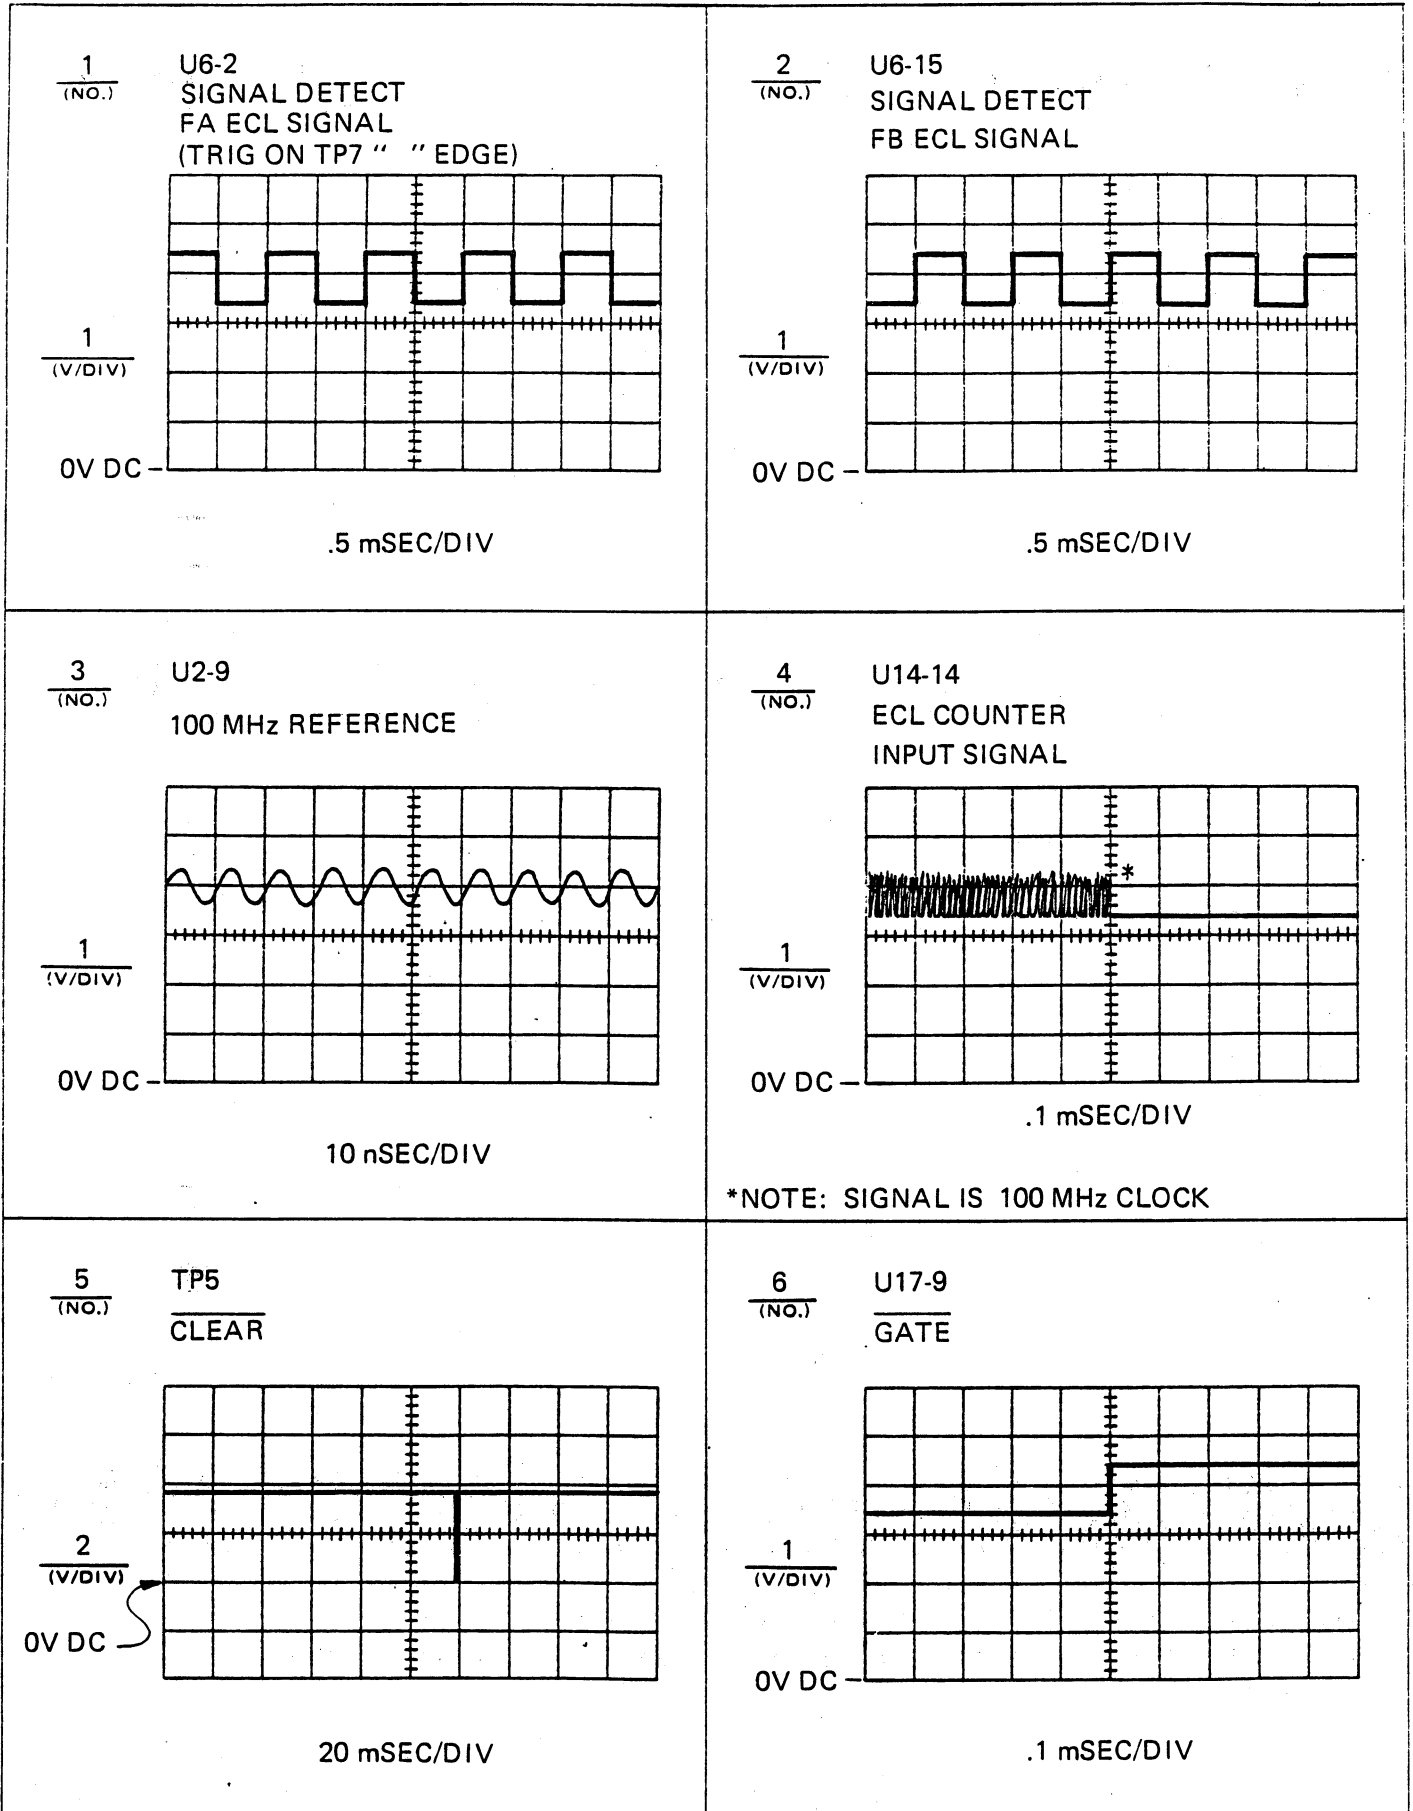 1
(NO.)
U6-2
SIGNAL DETECT
FA ECL SIGNAL
(TRIG ON TP7 “ ” EDGE)
1
(V/DIV)
0V DC
.5 mSEC/DIV
2
(NO.)
U6-15
SIGNAL DETECT
FB ECL SIGNAL
1
(V/DIV)
0V DC
.5 mSEC/DIV
3
(NO.)
U2-9
100 MHz REFERENCE
1
(V/DIV)
0V DC
10 nSEC/DIV
4
(NO.)
U14-14
ECL COUNTER
INPUT SIGNAL
*
1
(V/DIV)
0V DC
.1 mSEC/DIV
*NOTE: SIGNAL IS 100 MHz CLOCK
5
(NO.)
TP5
CLEAR
2
(V/DIV)
0V DC
20 mSEC/DIV
6
(NO.)
U17-9
GATE
1
(V/DIV)
0V DC
.1 mSEC/DIV